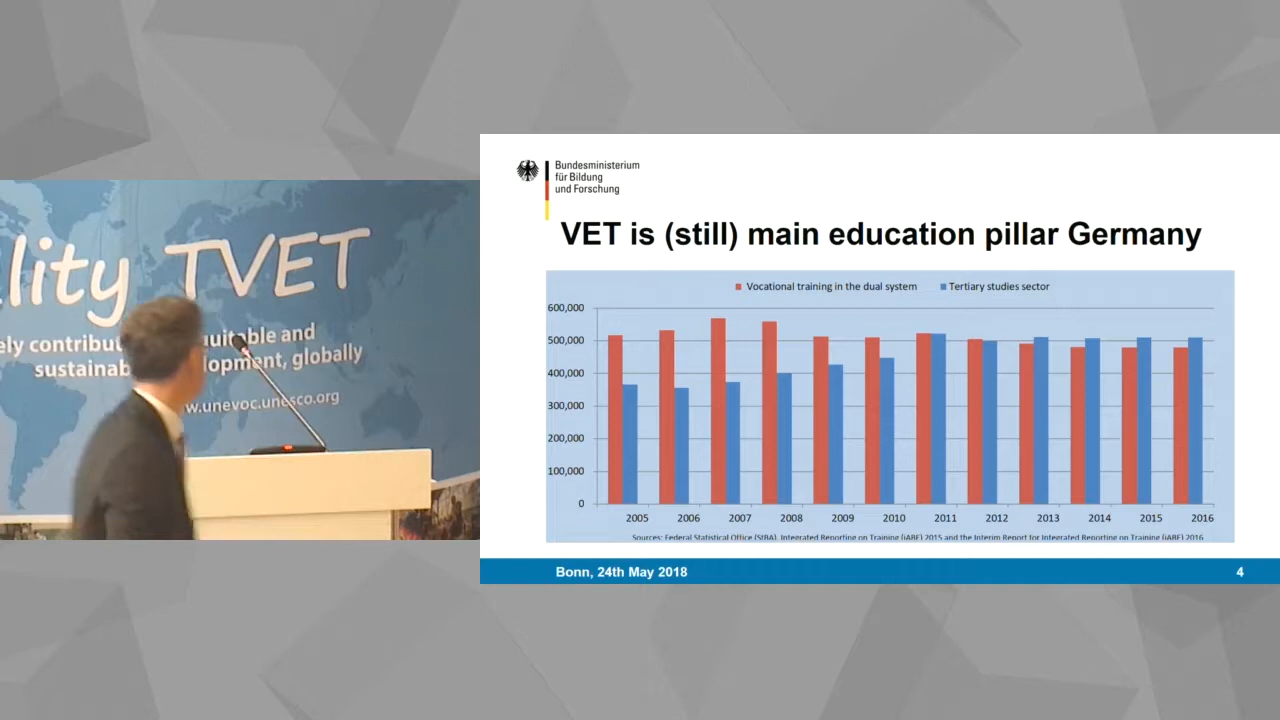 lity TVET
ely contribu uitable and
sustainab lopment, globally
w.unevoc.unesco.org
Bundesministerium
für Bildung
und Forschung
VET is (still) main education pillar Germany
Vocational training in the dual system Tertiary studies sector
600,000
500,000
400,000
300,000
200,000
100,000
0
2005 2006 2007 2008 2009 2010 2011 2012 2013 2014 2015 2016
Sources: Federal Statistical Office (StBA), Integrated Reporting on Training (iABE) 2015 and the Interim Report for Integrated Reporting on Training (iABE) 2016
Bonn, 24th May 2018 4